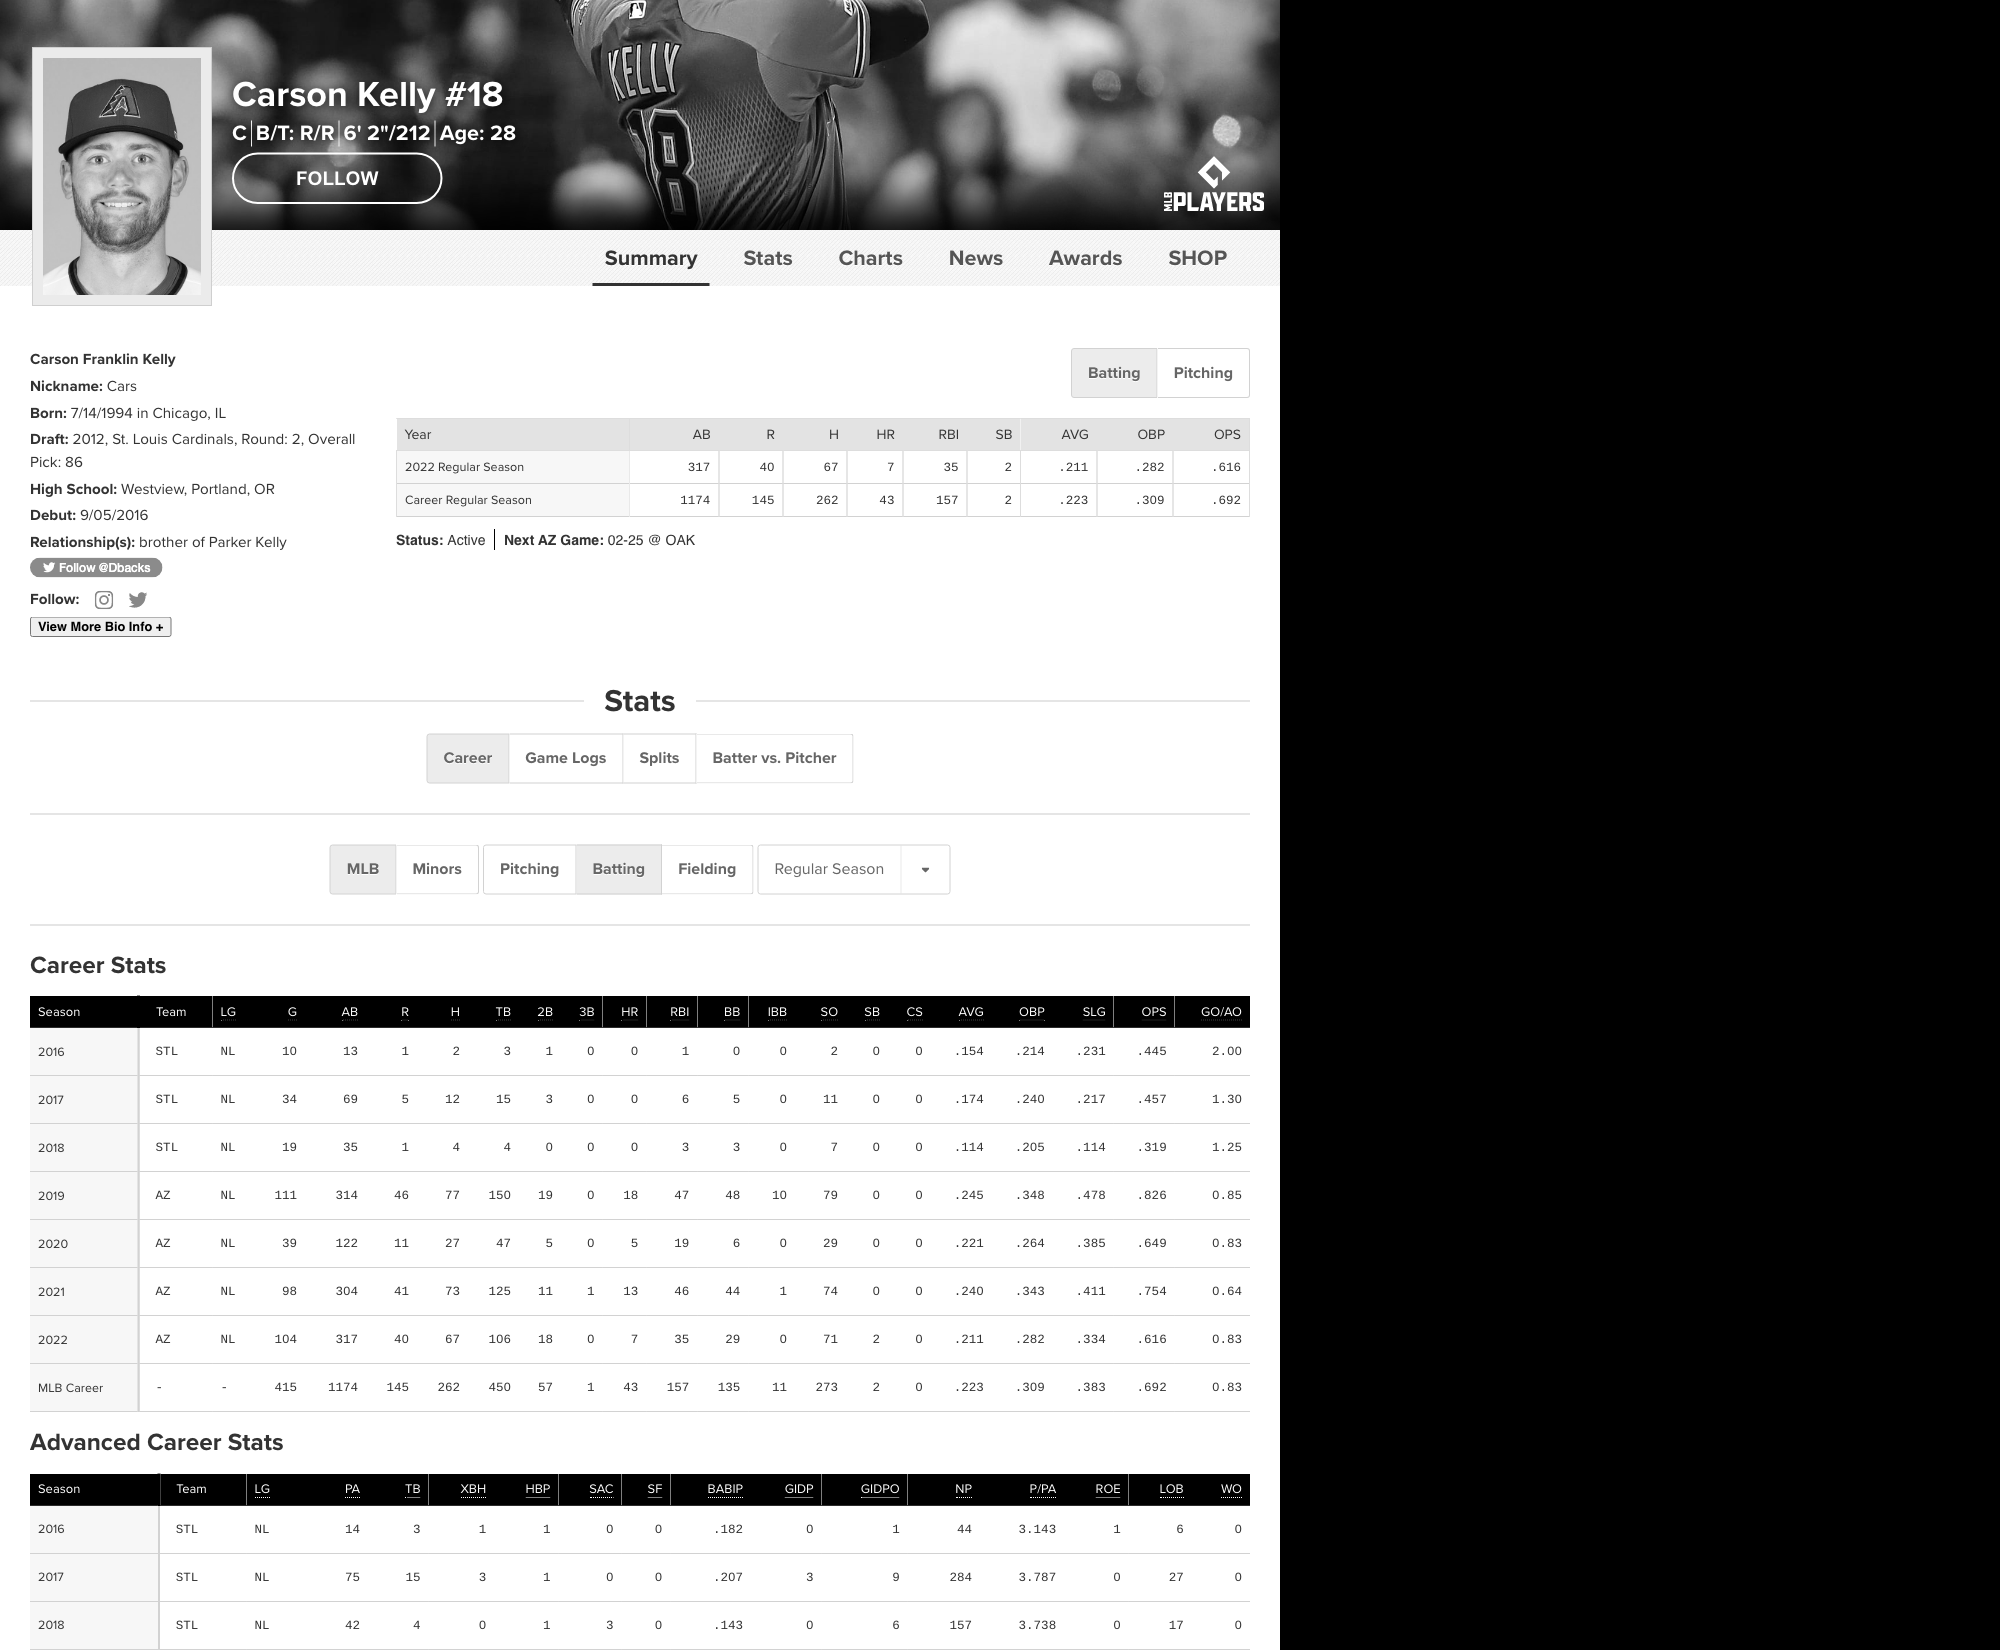 KELLY
18
Carson Kelly #18
C B/T: R/R 6' 2"/212 Age: 28
FOLLOW
MLB PLAYERS
Summary Stats Charts News Awards SHOP
Carson Franklin Kelly
Nickname: Cars
Born: 7/14/1994 in Chicago, IL
Draft: 2012, St. Louis Cardinals, Round: 2, Overall
Pick: 86
High School: Westview, Portland, OR
Debut: 9/05/2016
Relationship(s): brother of Parker Kelly
Follow @Dbacks
Follow:
View More Bio Info +
Batting Pitching
Year AB R H HR RBI SB AVG OBP OPS
2022 Regular Season 317 40 67 7 35 2 .211 .282 .616
Career Regular Season 1174 145 262 43 157 2 .223 .309 .692
Status: Active Next AZ Game: 02-25 @ OAK
Stats
Career Game Logs Splits Batter vs. Pitcher
MLB Minors Pitching Batting Fielding Regular Season
Career Stats
Season Team LG G AB R H TB 2B 3B HR RBI BB IBB SO SB CS AVG OBP SLG OPS GO/AO
2016 STL NL 10 13 1 2 3 1 0 0 1 0 0 2 0 0 .154 .214 .231 .445 2.00
2017 STL NL 34 69 5 12 15 3 0 0 6 5 0 11 0 0 .174 .240 .217 .457 1.30
2018 STL NL 19 35 1 4 4 0 0 0 3 3 0 7 0 0 .114 .205 .114 .319 1.25
2019 AZ NL 111 314 46 77 150 19 0 18 47 48 10 79 0 0 .245 .348 .478 .826 0.85
2020 AZ NL 39 122 11 27 47 5 0 5 19 6 0 29 0 0 .221 .264 .385 .649 0.83
2021 AZ NL 98 304 41 73 125 11 1 13 46 44 1 74 0 0 .240 .343 .411 .754 0.64
2022 AZ NL 104 317 40 67 106 18 0 7 35 29 0 71 2 0 .211 .282 .334 .616 0.83
MLB Career - - 415 1174 145 262 450 57 1 43 157 135 11 273 2 0 .223 .309 .383 .692 0.83
Advanced Career Stats
Season Team LG PA TB XBH HBP SAC SF BABIP GIDP GIDPO NP P/PA ROE LOB WO
2016 STL NL 14 3 1 1 0 0 .182 0 1 44 3.143 1 6 0
2017 STL NL 75 15 3 1 0 0 .207 3 9 284 3.787 0 27 0
2018 STL NL 42 4 0 1 3 0 .143 0 6 157 3.738 0 17 0